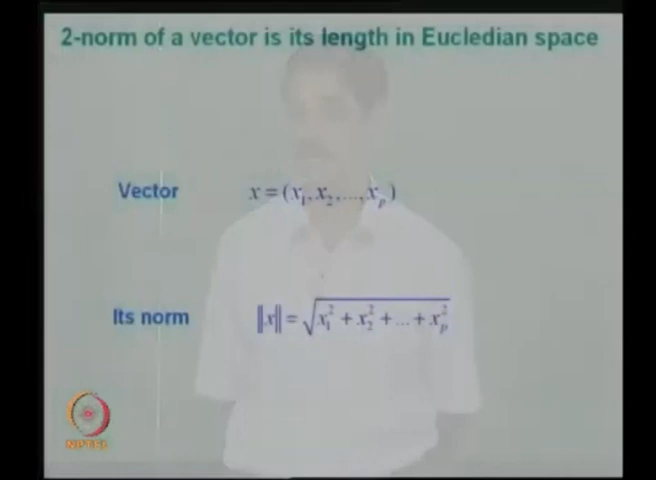 2-norm of a vector is its length in Eucledian space
Vector x = (x₁, x₂, ..., xₚ)
Its norm ‖x‖ = √(x₁² + x₂² + ... + xₚ²)
NPTEL